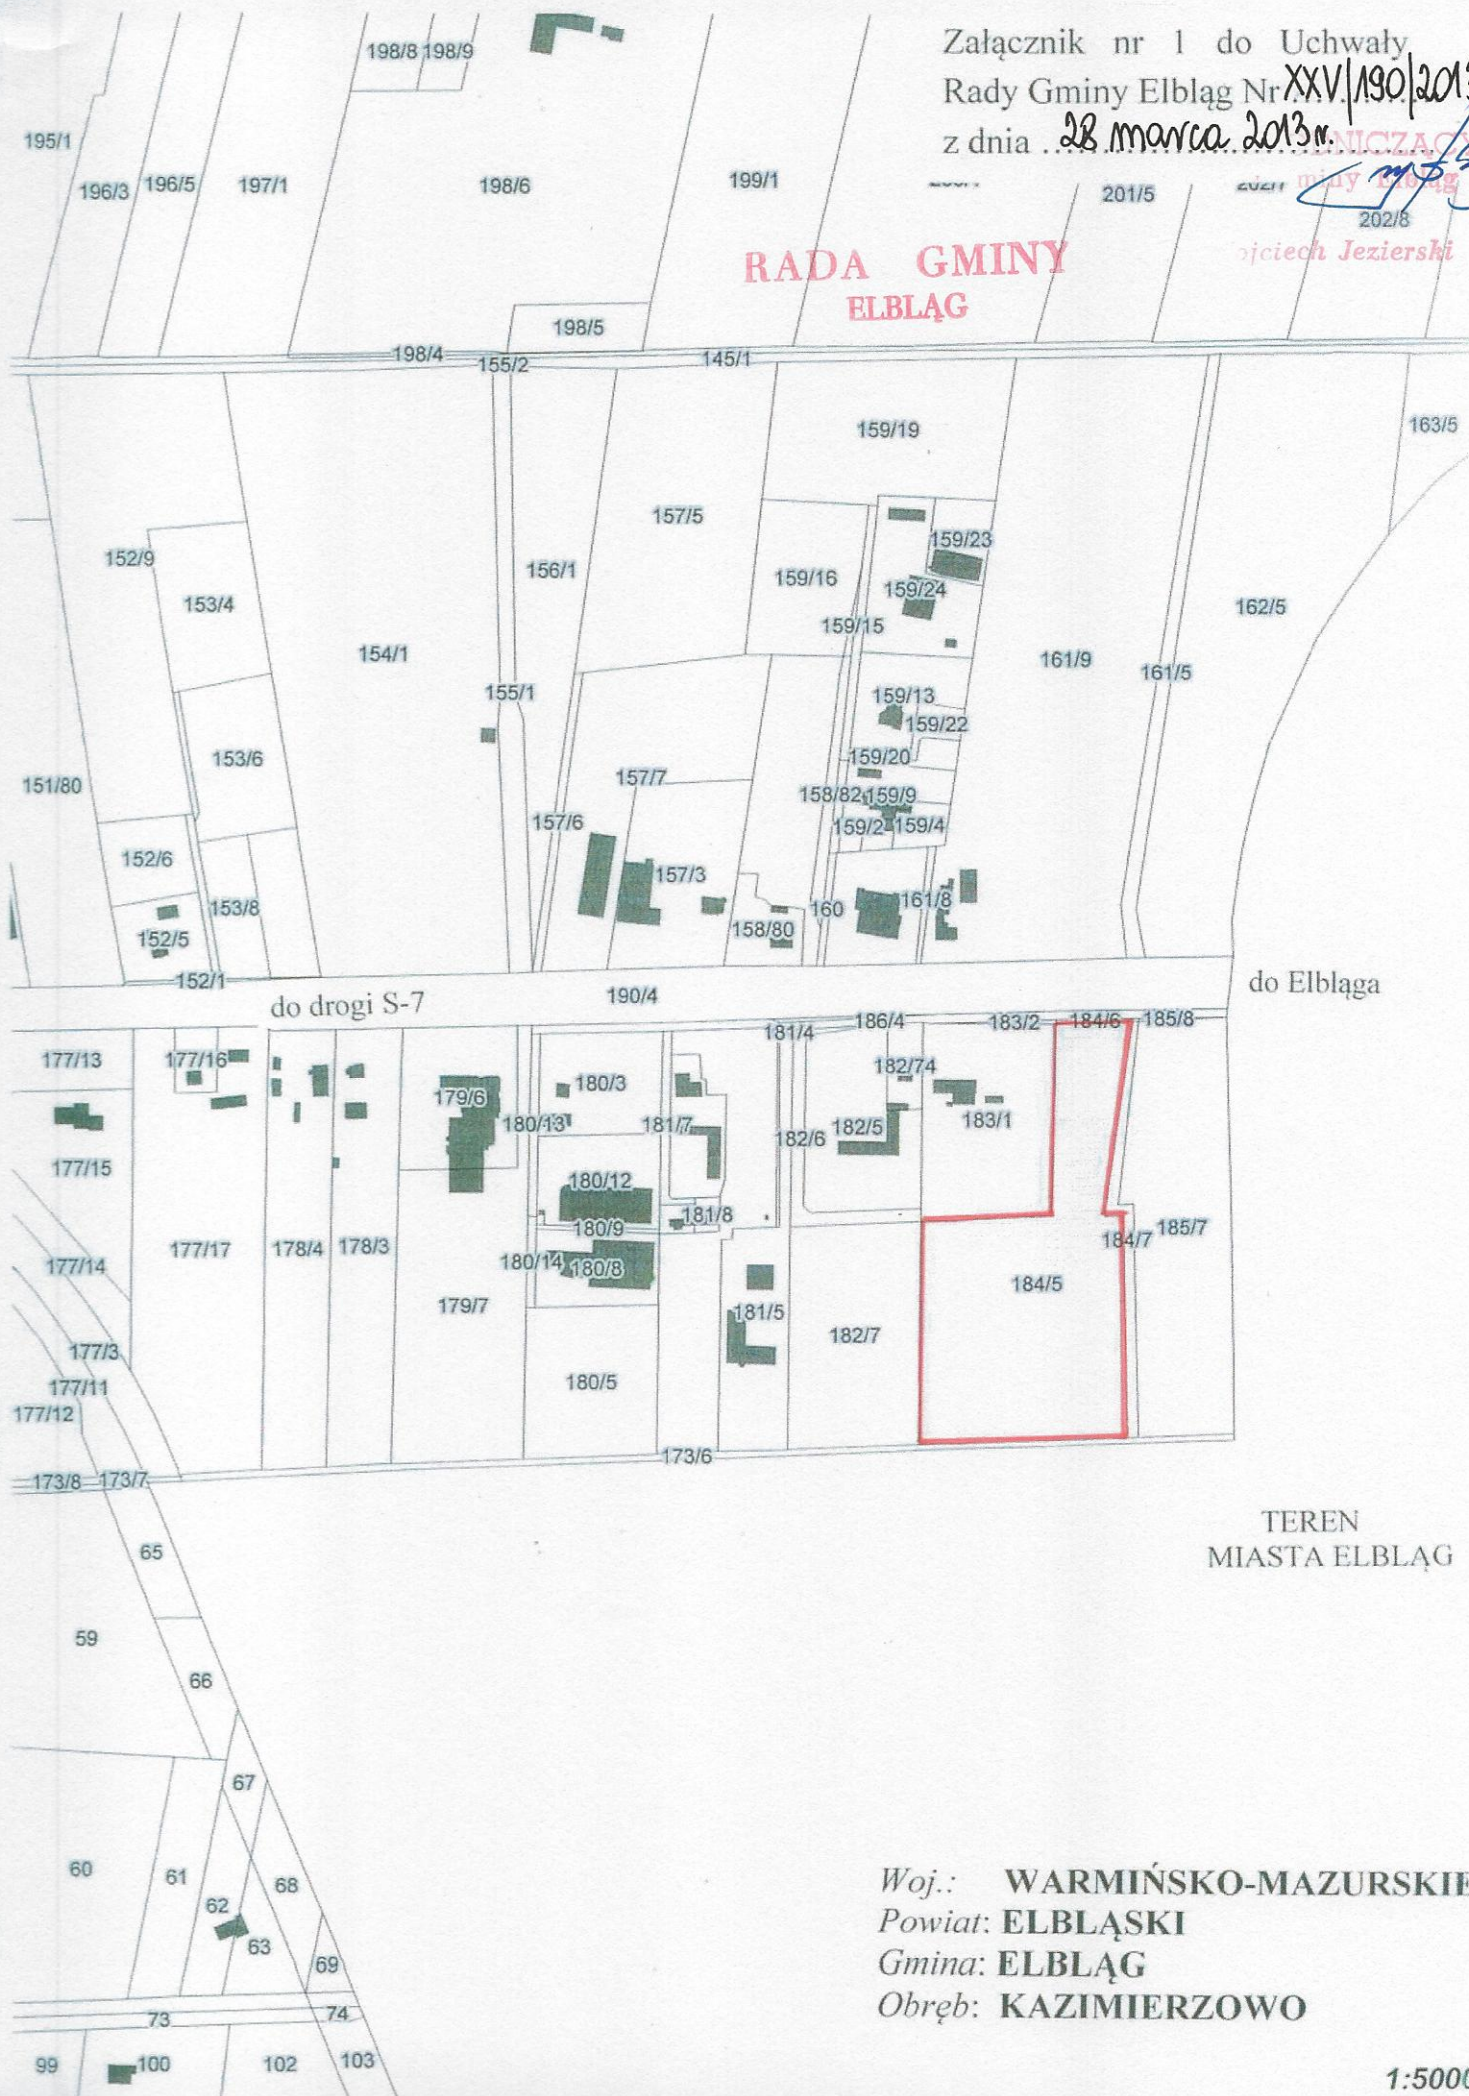 Załącznik nr 1 do Uchwały
Rady Gminy Elbląg Nr XXV/190/2013
z dnia 28 marca 2013 r.
RADA GMINY
ELBLĄG
Jezierski
198/8 198/9
195/1
196/3 196/5 197/1 198/6 199/1 201/5
202/8
198/5
198/4 155/2 145/1
159/19 163/5
157/5
152/9 156/1 159/16 159/23
153/4 159/24 162/5
159/15
154/1 161/9 161/5
155/1 159/13
159/22
153/6 159/20
151/80 157/7 158/82 159/9
157/6 159/2 159/4
152/6 157/3
153/8 160 161/8
152/5 158/80
152/1
do drogi S-7 190/4 do Elbląga
181/4 186/4 183/2 184/6 185/8
177/13 177/16 182/74
179/6 180/3
180/13 181/7 182/6 182/5 183/1
177/15 180/12
181/8
180/9 185/7
177/17 178/4 178/3 184/7
177/14 180/14 180/8 184/5
179/7 181/5
177/3 182/7
177/11 180/5
177/12
173/6
173/8 173/7
TEREN
MIASTA ELBLĄG
65
59
66
67
60 61 68
62
63
69
73 74
99 100 102 103
Woj.: WARMIŃSKO-MAZURSKIE
Powiat: ELBLĄSKI
Gmina: ELBLĄG
Obręb: KAZIMIERZOWO
1:5000